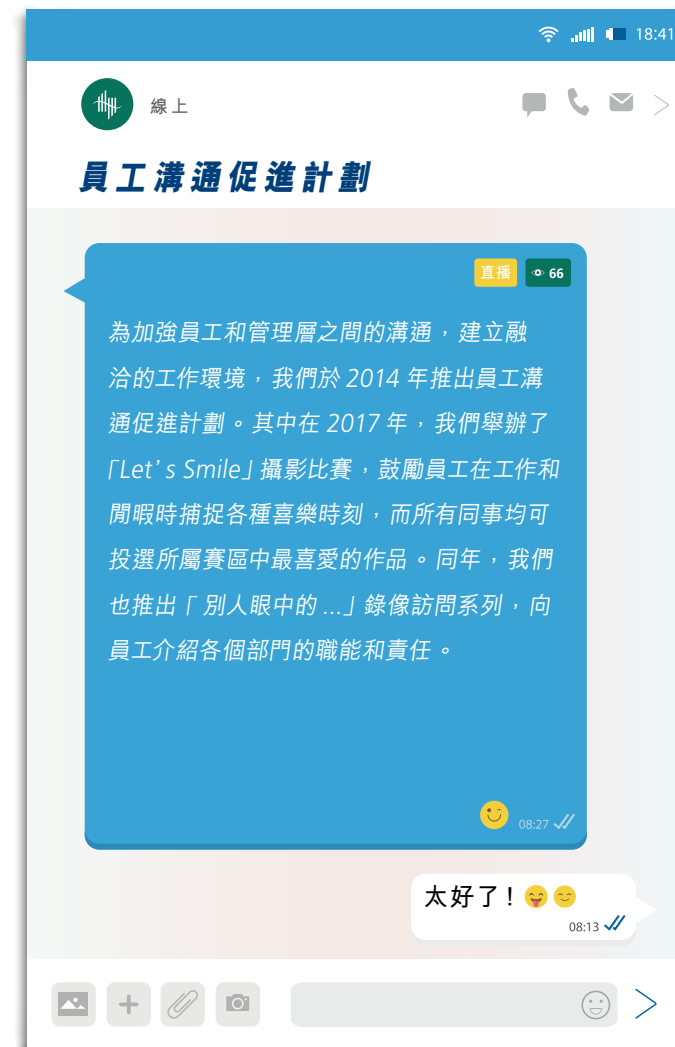 18:41
線上
員工溝通促進計劃
直播 66
為加強員工和管理層之間的溝通，建立融
洽的工作環境，我們於 2014 年推出員工溝
通促進計劃。其中在 2017 年，我們舉辦了
「Let’s Smile」攝影比賽，鼓勵員工在工作和
閒暇時捕捉各種喜樂時刻，而所有同事均可
投選所屬賽區中最喜愛的作品。同年，我們
也推出「別人眼中的 ...」錄像訪問系列，向
員工介紹各個部門的職能和責任。
08:27
太好了！
08:13